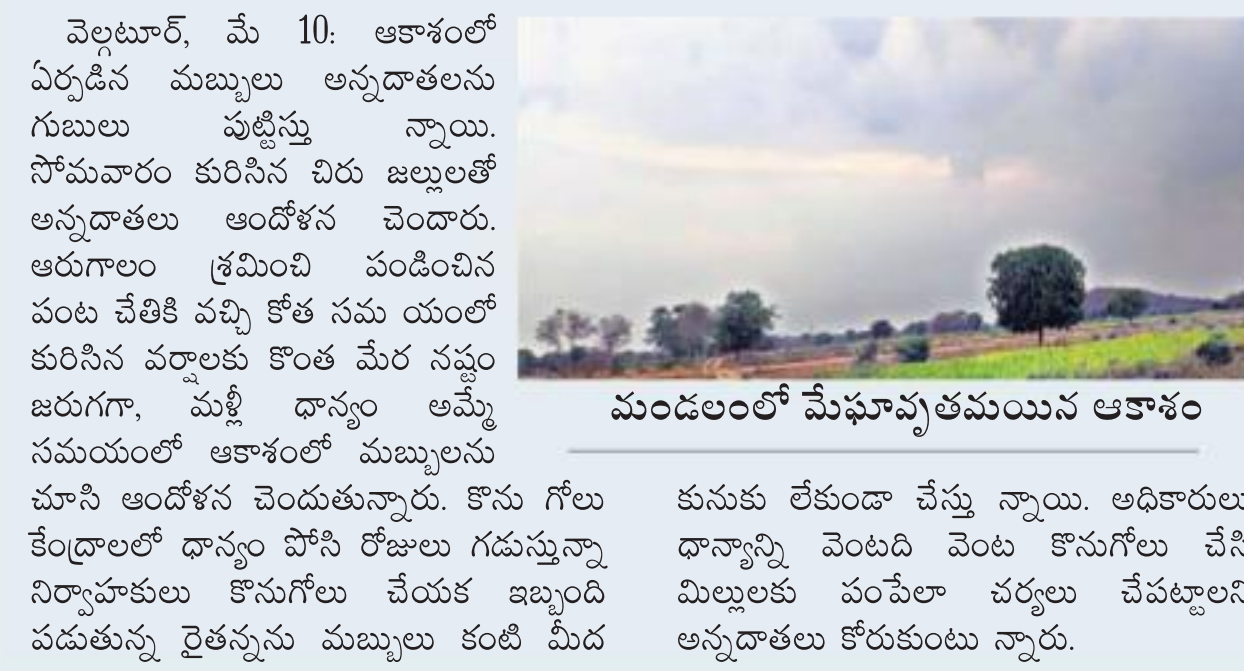 వెల్గటూర్, మే 10: ఆకాశంలో
ఏర్పడిన మబ్బులు అన్నదాతలను
గుబులు పుట్టిస్తు న్నాయి.
సోమవారం కురిసిన చిరు జల్లులతో
అన్నదాతలు ఆందోళన చెందారు.
ఆరుగాలం శ్రమించి పండించిన
పంట చేతికి వచ్చి కోత సమ యంలో
కురిసిన వర్షాలకు కొంత మేర నష్టం
జరుగగా, మళ్లీ ధాన్యం అమ్మే
సమయంలో ఆకాశంలో మబ్బులను
చూసి ఆందోళన చెందుతున్నారు. కొను గోలు
కేంద్రాలలో ధాన్యం పోసి రోజులు గడుస్తున్నా
నిర్వాహకులు కొనుగోలు చేయక ఇబ్బంది
పడుతున్న రైతన్నను మబ్బులు కంటి మీద
మండలంలో మేఘావృతమయిన ఆకాశం
కునుకు లేకుండా చేస్తు న్నాయి. అధికారులు
ధాన్యాన్ని వెంటది వెంట కొనుగోలు చేసి
మిల్లులకు పంపేలా చర్యలు చేపట్టాలని
అన్నదాతలు కోరుకుంటు న్నారు.